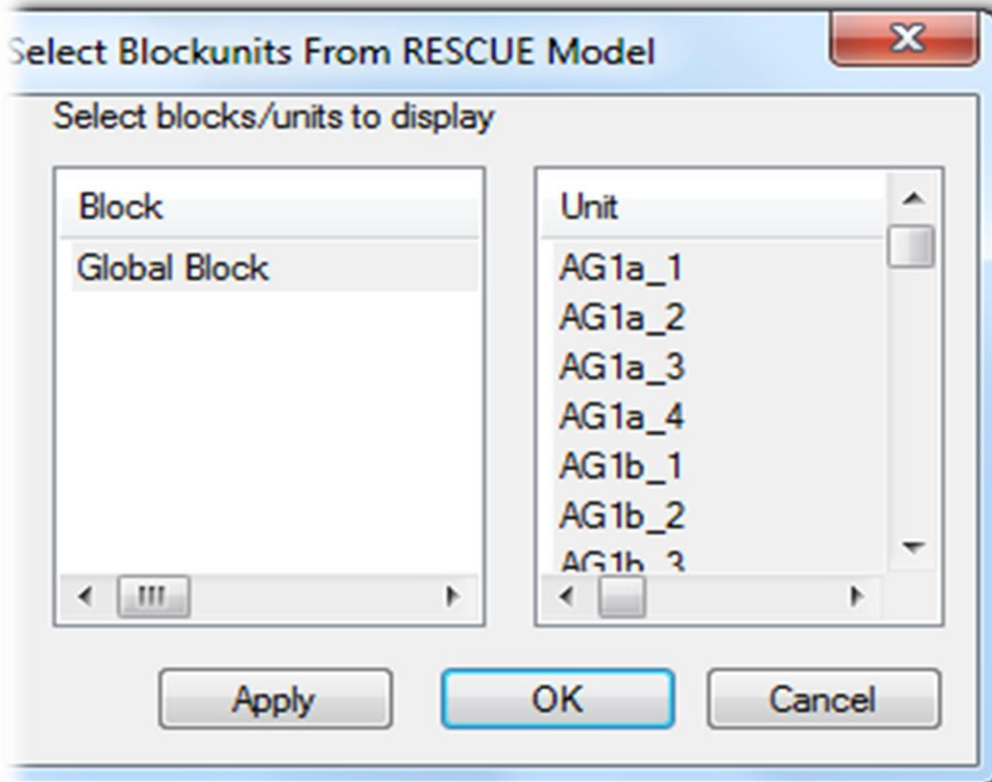 Select Blockunits From RESCUE Model
Select blocks/units to display
Block
Global Block
Unit
AG1a_1
AG1a_2
AG1a_3
AG1a_4
AG1b_1
AG1b_2
AG1b_3
Apply
OK
Cancel